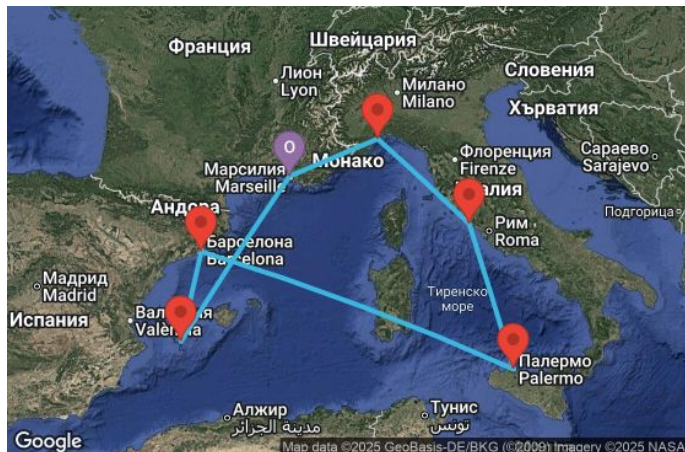 Франция
Швейцария
Лион
Lyon
Милано
Milano
Словения
Хърватия
O
Марсилия
Marseille
Монако
Флоренция
Firenze
Сараево
Sarajevo
Андора
Подгорица
Рим
Roma
Барселона
Barcelona
Мадрид
Madrid
Испания
València
Тиренско
море
Палермо
Palermo
Алжир
مدينة الجزائر
Тунис
تونس
Google
Map data ©2025 GeoBasis-DE/BKG (©2009) Imagery ©2025 NASA